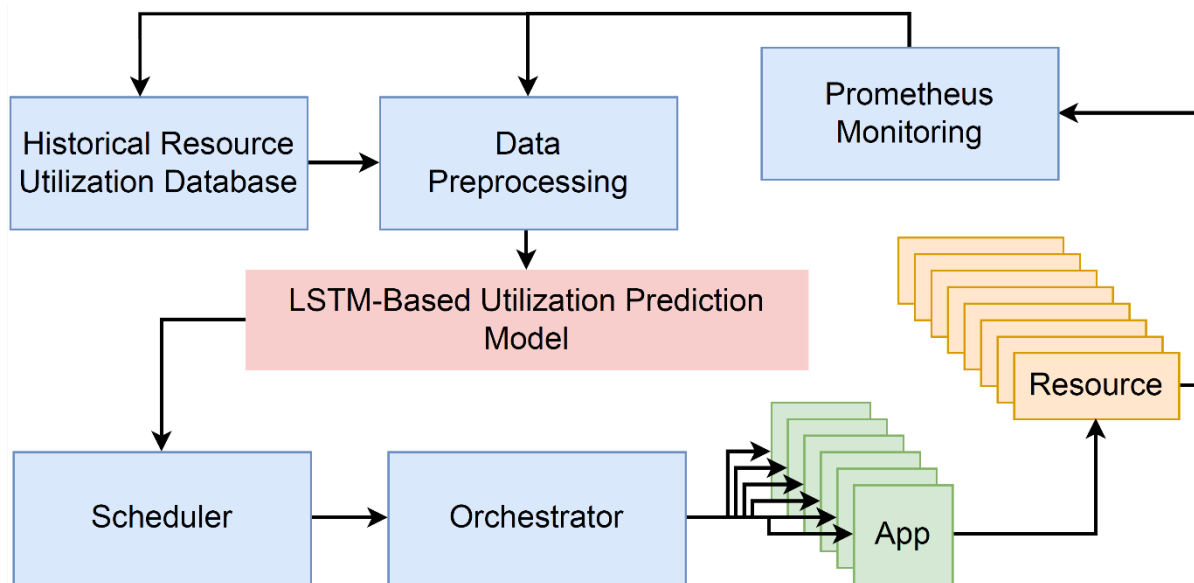 Prometheus
Monitoring
Historical Resource
Utilization Database
Data
Preprocessing
LSTM-Based Utilization Prediction
Model
Resource
Scheduler
Orchestrator
App